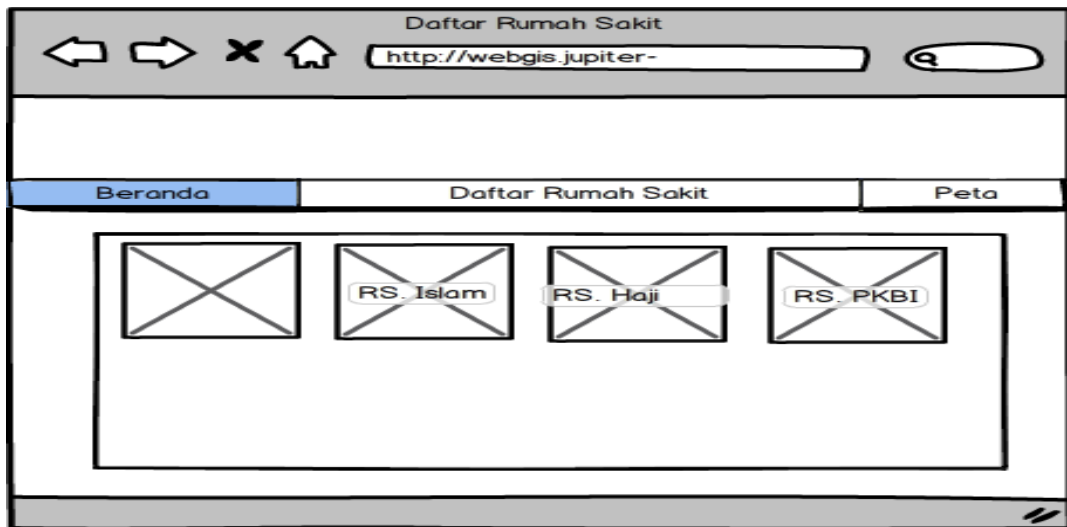 Daftar Rumah Sakit
http://webgis.jupiter-
Beranda Daftar Rumah Sakit Peta
RS. Islam RS. Haji RS. PKBI